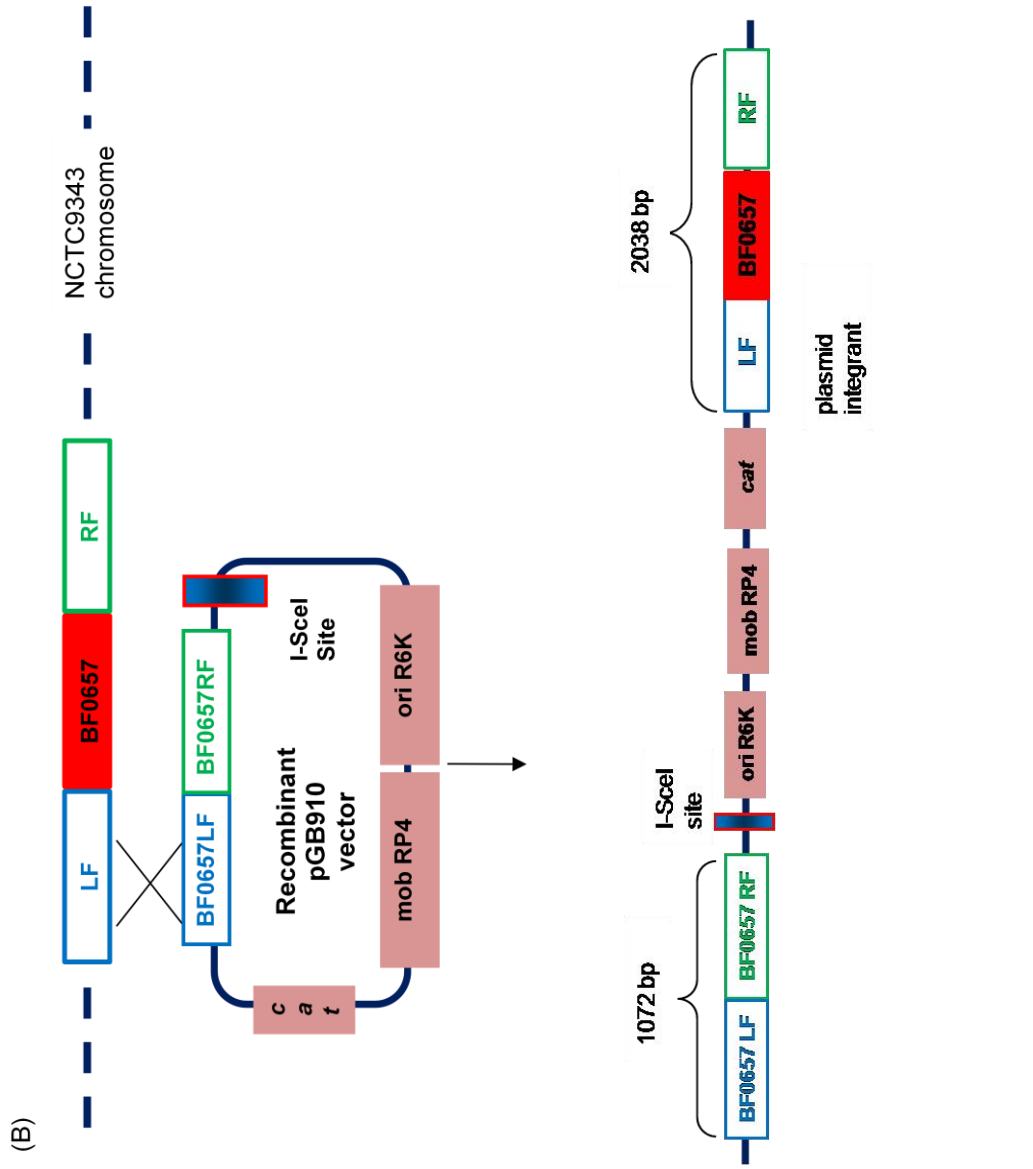 (B)
NCTC9343
chromosome
LF
BF0657
RF
BF0657LF
BF0657RF
I-SceI
Site
Recombinant
pGB910
vector
c
a
t
mob RP4
ori R6K
1072 bp
2038 bp
I-SceI
site
BF0657 LF
BF0657 RF
ori R6K
mob RP4
cat
LF
BF0657
RF
plasmid
integrant